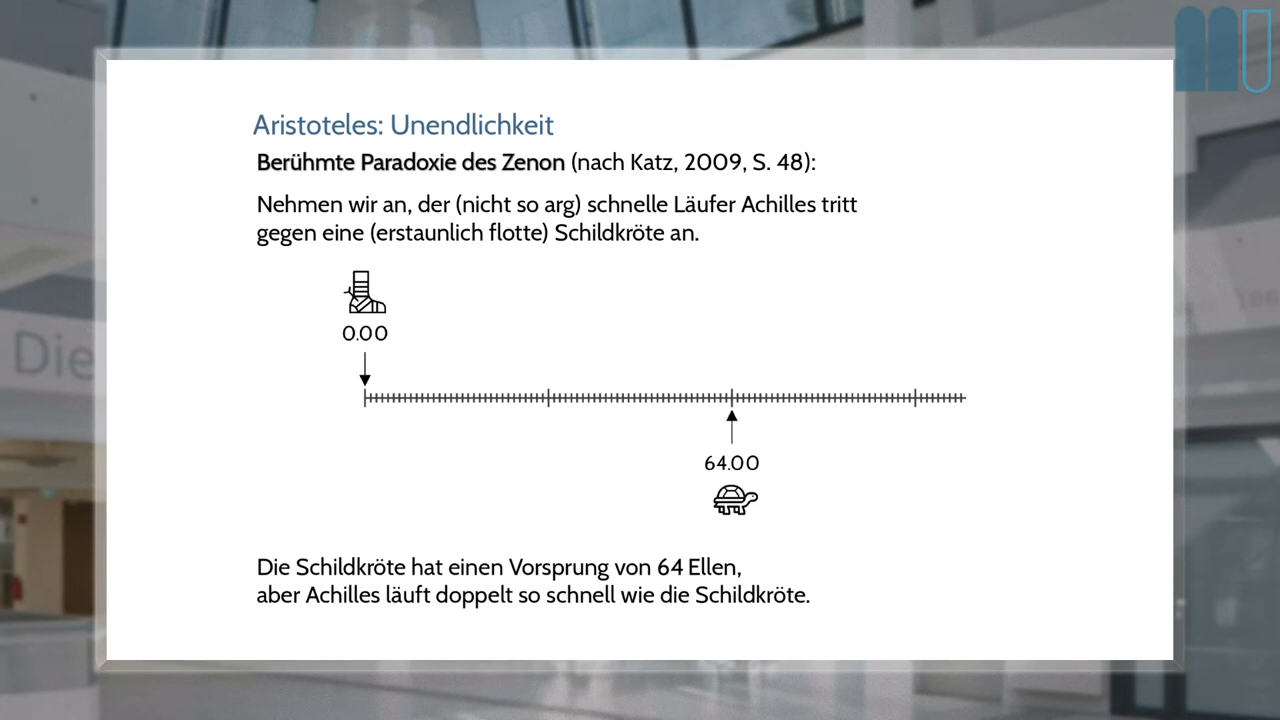 Aristoteles: Unendlichkeit
Berühmte Paradoxie des Zenon (nach Katz, 2009, S. 48):
Nehmen wir an, der (nicht so arg) schnelle Läufer Achilles tritt
gegen eine (erstaunlich flotte) Schildkröte an.
0.00
64.00
Die Schildkröte hat einen Vorsprung von 64 Ellen,
aber Achilles läuft doppelt so schnell wie die Schildkröte.
Die